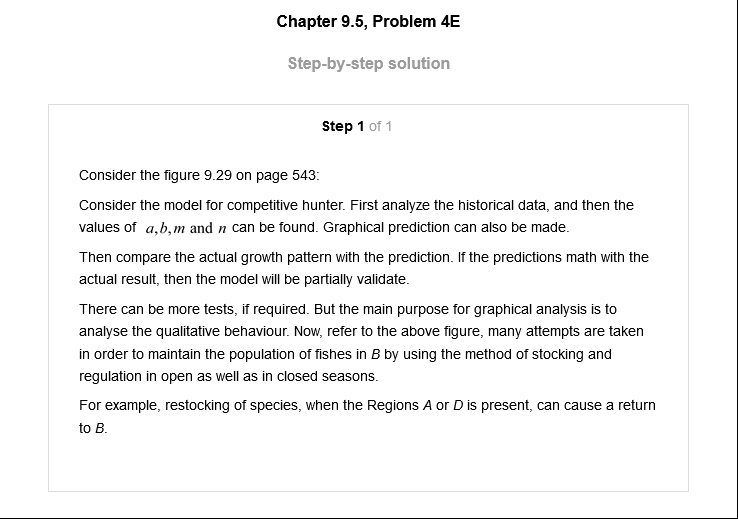 Chapter 9.5, Problem 4E
Step-by-step solution
Step 1 of 1
Consider the figure 9.29 on page 543:
Consider the model for competitive hunter. First analyze the historical data, and then the
values of a,b,m and n can be found. Graphical prediction can also be made.
Then compare the actual growth pattern with the prediction. If the predictions math with the
actual result, then the model will be partially validate.
There can be more tests, if required. But the main purpose for graphical analysis is to
analyse the qualitative behaviour. Now, refer to the above figure, many attempts are taken
in order to maintain the population of fishes in B by using the method of stocking and
regulation in open as well as in closed seasons.
For example, restocking of species, when the Regions A or D is present, can cause a return
to B.